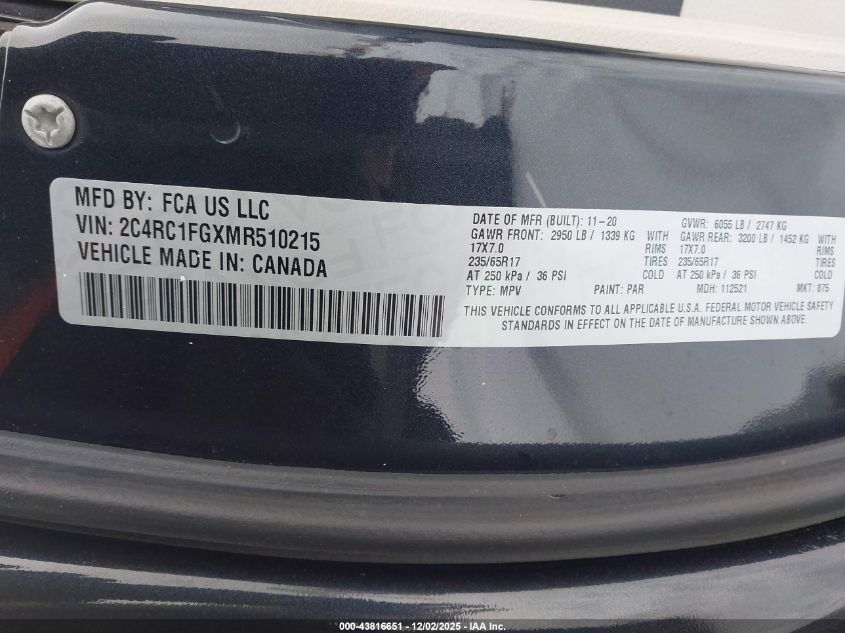 MFD BY: FCA US LLC
VIN: 2C4RC1FGXMR510215
VEHICLE MADE IN: CANADA
DATE OF MFR (BUILT): 11-20 GVWR: 6055 LB / 2747 KG
GAWR FRONT: 2950 LB / 1339 KG WITH GAWR REAR: 3200 LB / 1452 KG WITH
17X7.0 RIMS 17X7.0 RIMS
235/65R17 TIRES 235/65R17 TIRES
AT 250 kPa / 36 PSI COLD AT 250 kPa / 36 PSI COLD
TYPE: MPV PAINT: PAR MDH: 112521 MKT: 875
THIS VEHICLE CONFORMS TO ALL APPLICABLE U.S.A. FEDERAL MOTOR VEHICLE SAFETY
STANDARDS IN EFFECT ON THE DATE OF MANUFACTURE SHOWN ABOVE.
000-43816651 - 12/02/2025 - IAA Inc.